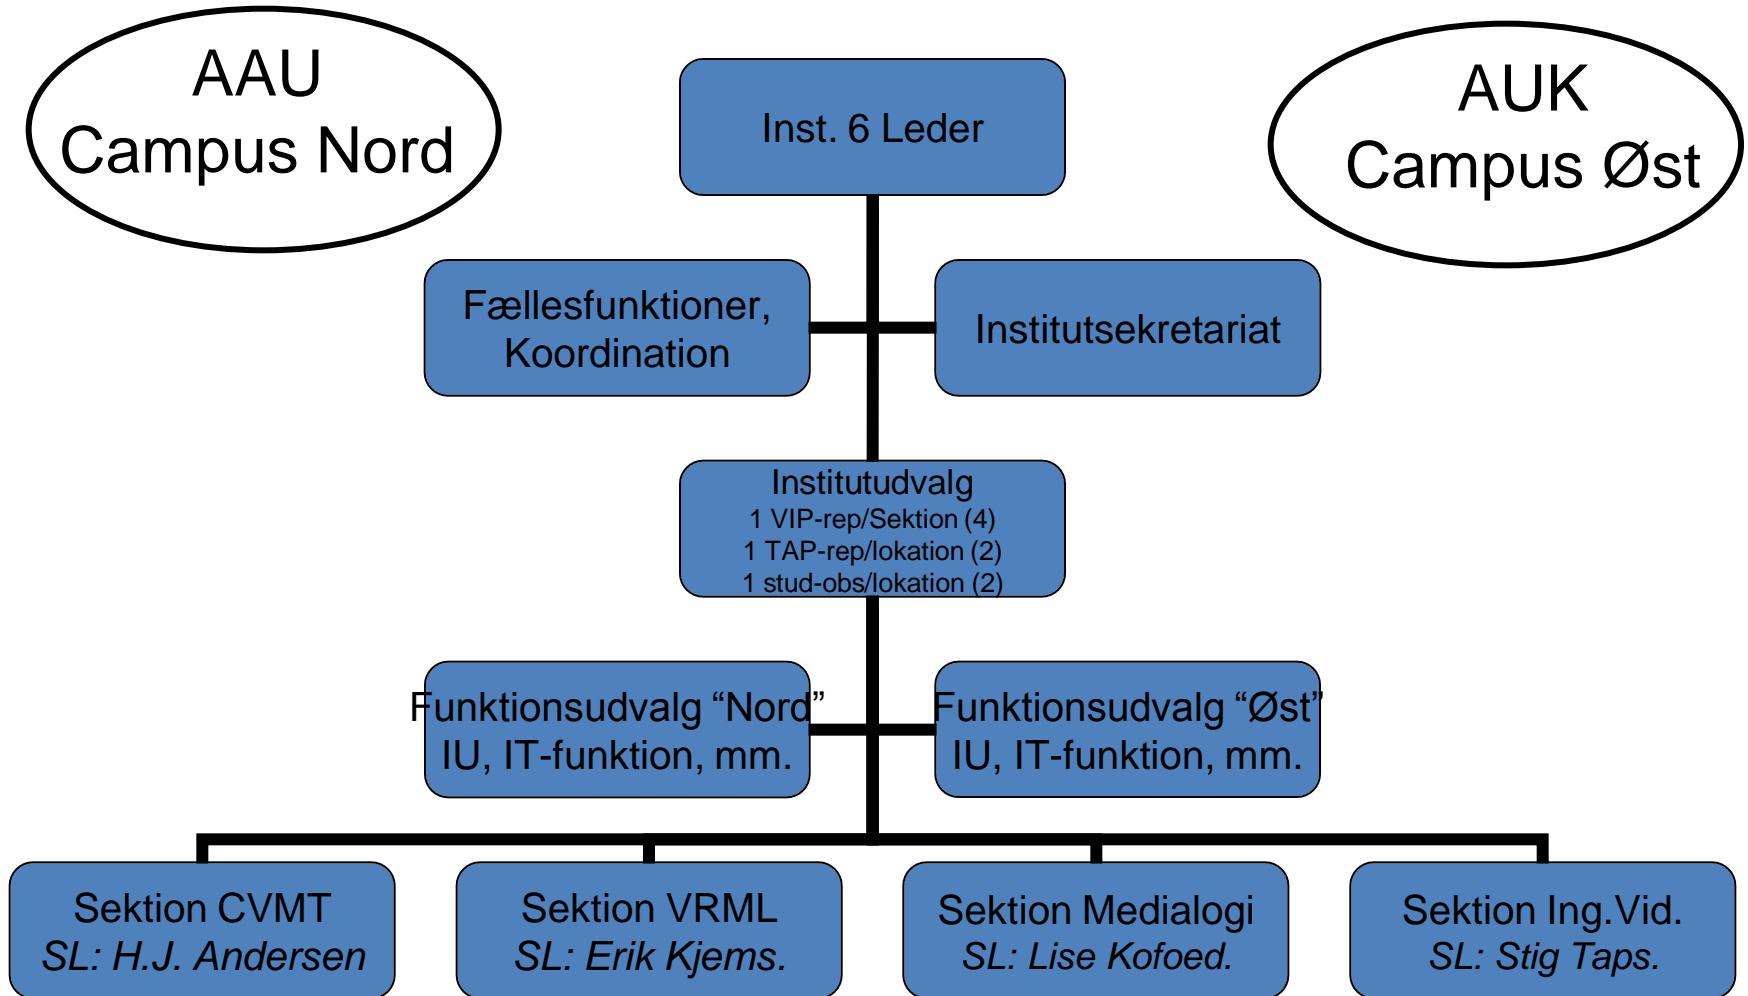 AAU
Campus Nord
Inst. 6 Leder
AUK
Campus Øst
Fællesfunktioner,
Koordination
Institutsekretariat
Institutudvalg
1 VIP-rep/Sektion (4)
1 TAP-rep/lokation (2)
1 stud-obs/lokation (2)
Funktionsudvalg “Nord”
IU, IT-funktion, mm.
Funktionsudvalg “Øst”
IU, IT-funktion, mm.
Sektion CVMT
SL: H.J. Andersen
Sektion VRML
SL: Erik Kjems.
Sektion Medialogi
SL: Lise Kofoed.
Sektion Ing.Vid.
SL: Stig Taps.